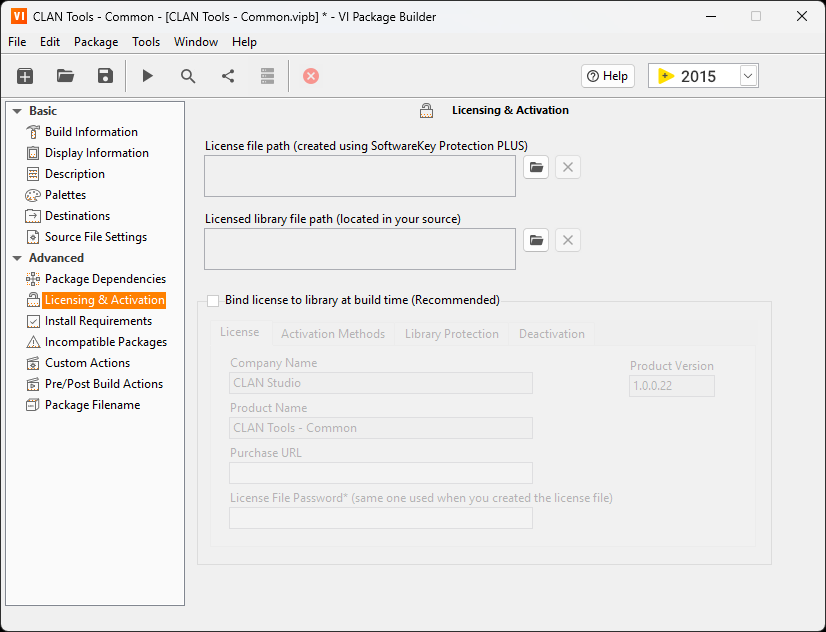 VI CLAN Tools - Common - [CLAN Tools - Common.vipb] * - VI Package Builder
File Edit Package Tools Window Help
Help 2015
Basic
Build Information
Display Information
Description
Palettes
Destinations
Source File Settings
Advanced
Package Dependencies
Licensing & Activation
Install Requirements
Incompatible Packages
Custom Actions
Pre/Post Build Actions
Package Filename
Licensing & Activation
License file path (created using SoftwareKey Protection PLUS)
Licensed library file path (located in your source)
Bind license to library at build time (Recommended)
License Activation Methods Library Protection Deactivation
Company Name
CLAN Studio
Product Version
1.0.0.22
Product Name
CLAN Tools - Common
Purchase URL
License File Password* (same one used when you created the license file)